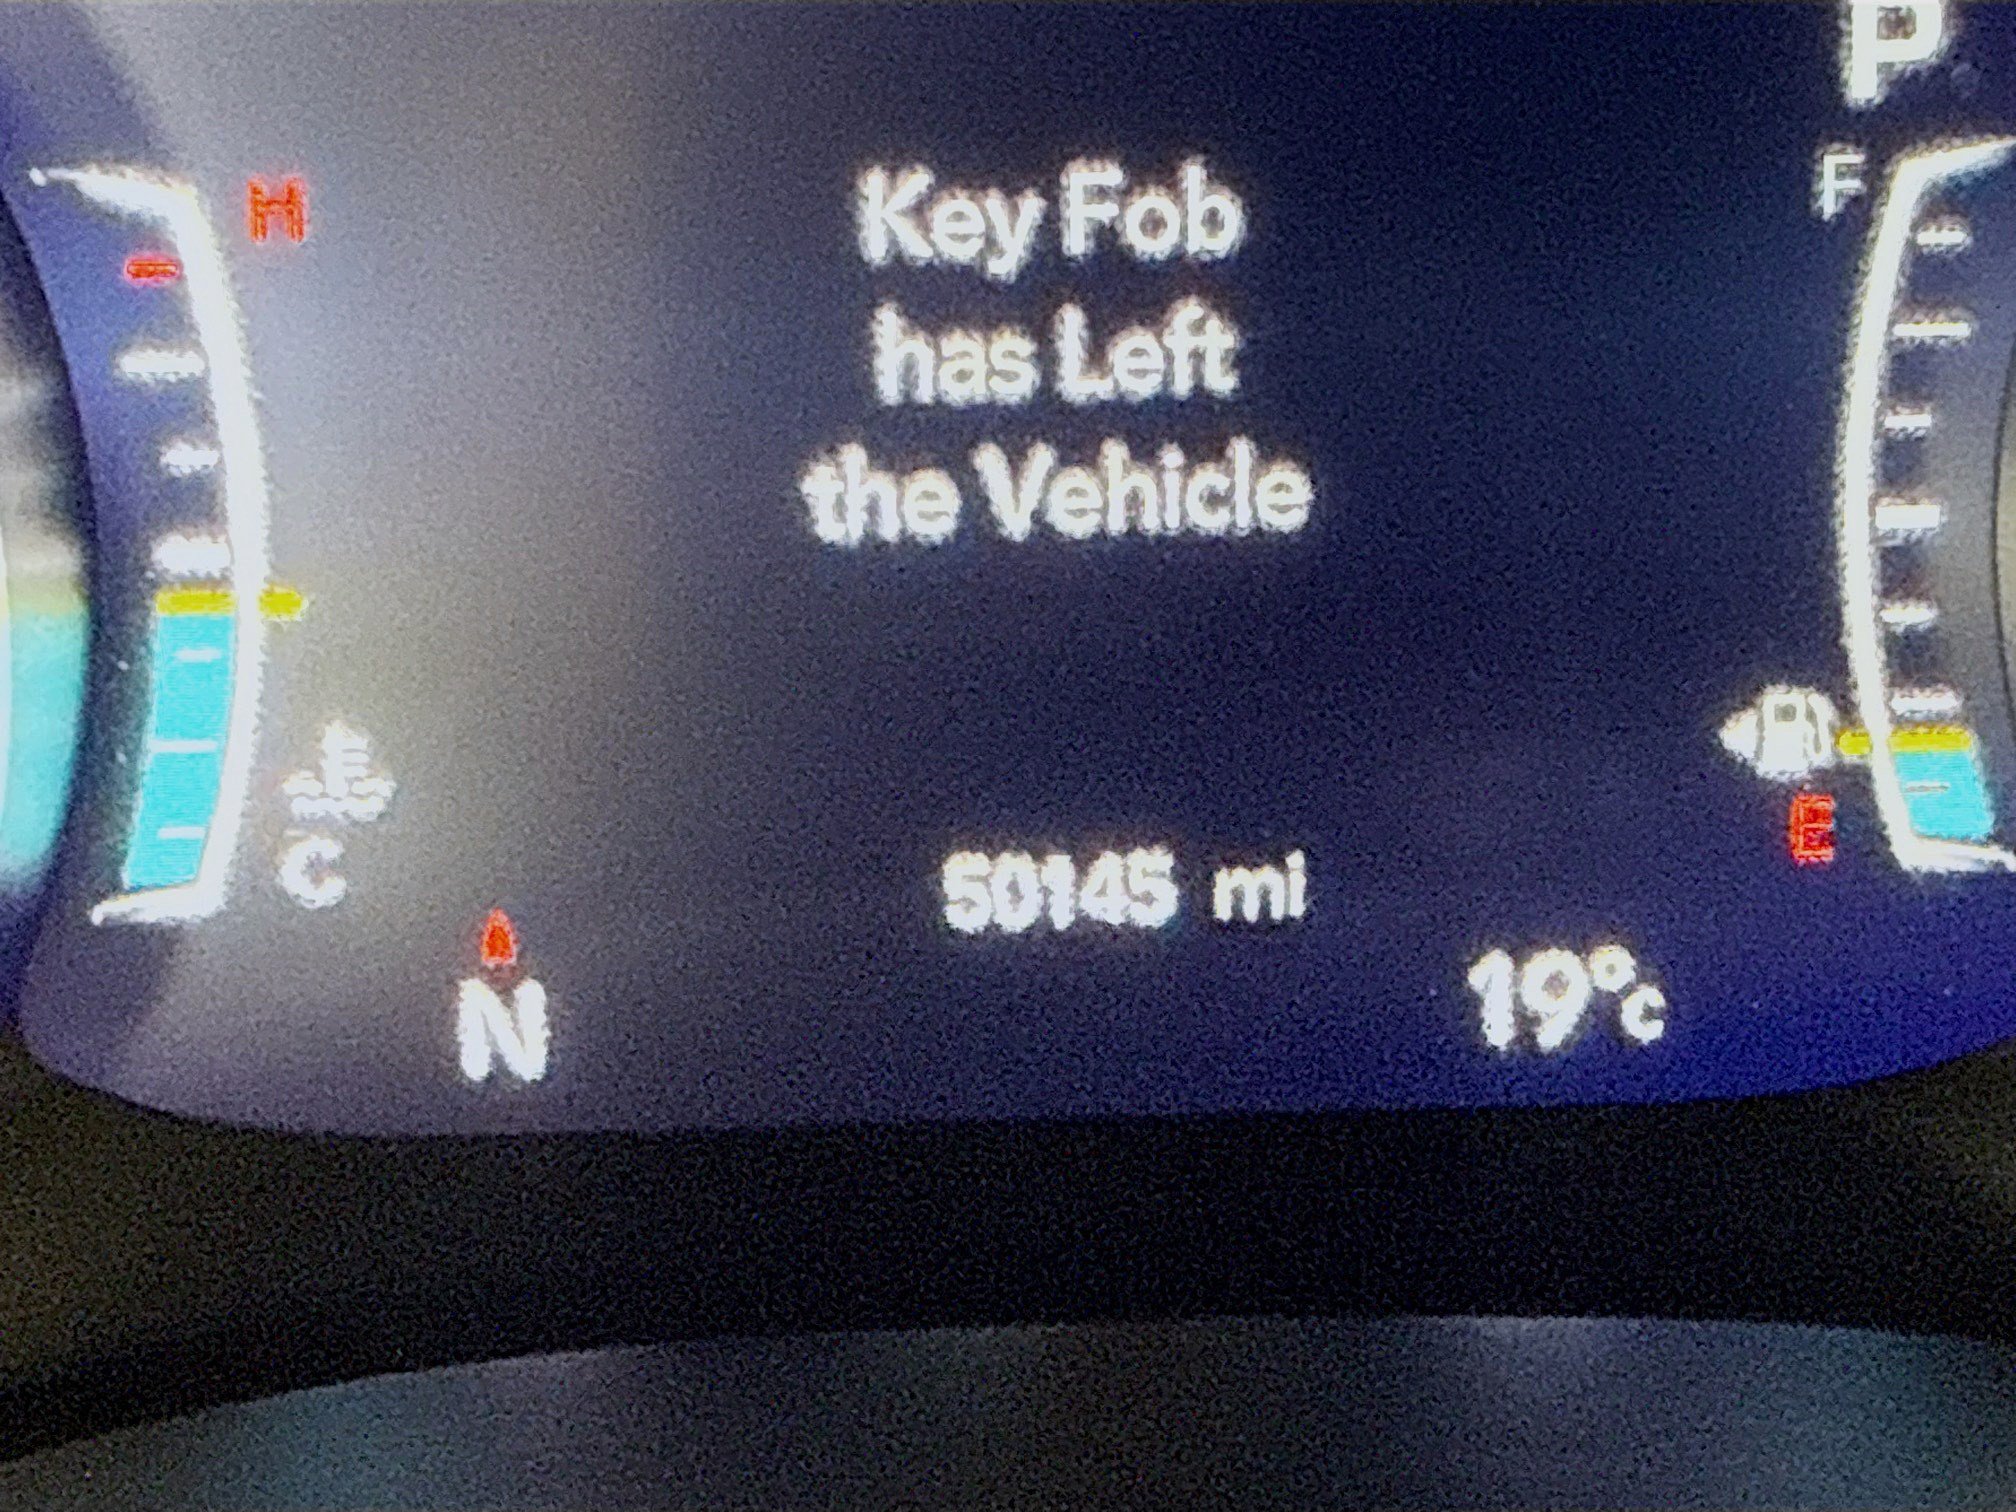 P
H
F
Key Fob
has Left
the Vehicle
E
C
50145 mi
N
19°C